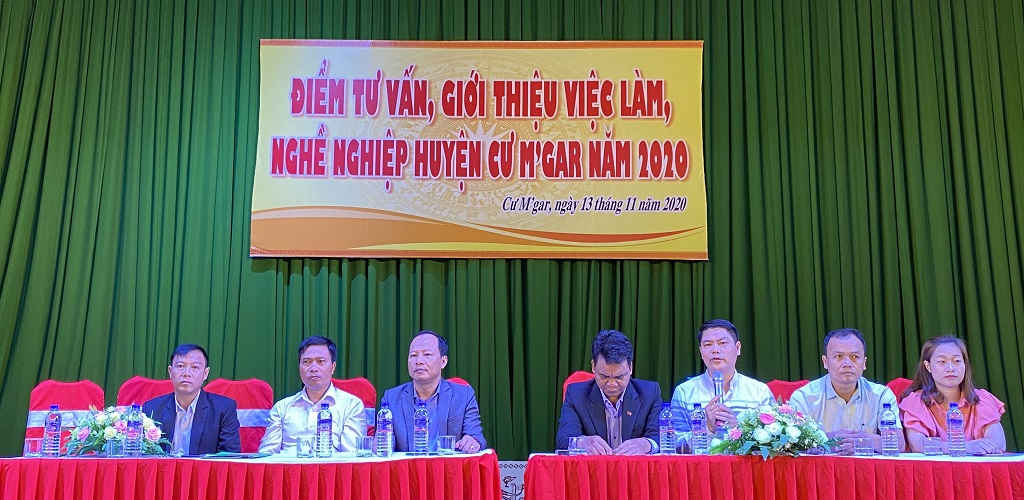 ĐIỂM TƯ VẤN, GIỚI THIỆU VIỆC LÀM,
NGHỀ NGHIỆP HUYỆN CƯ M'GAR NĂM 2020
Cư M'gar, ngày 13 tháng 11 năm 2020